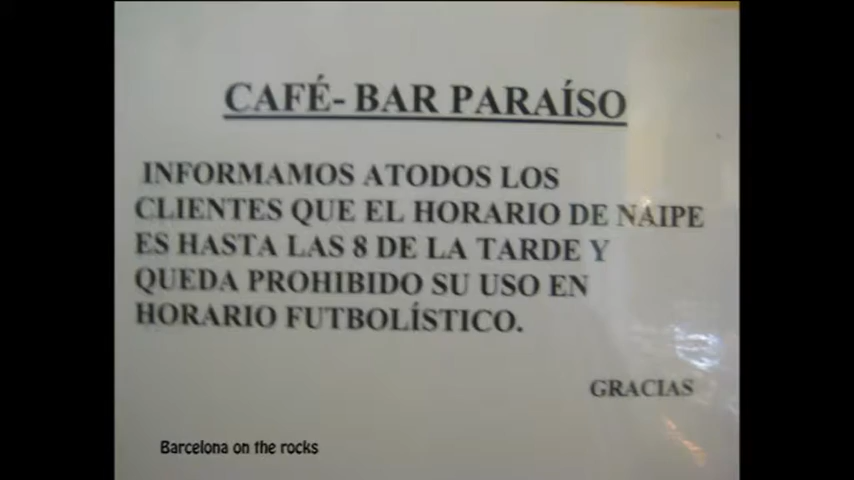 CAFÉ- BAR PARAÍSO
INFORMAMOS ATODOS LOS
CLIENTES QUE EL HORARIO DE NAIPE
ES HASTA LAS 8 DE LA TARDE Y
QUEDA PROHIBIDO SU USO EN
HORARIO FUTBOLÍSTICO.
GRACIAS
Barcelona on the rocks